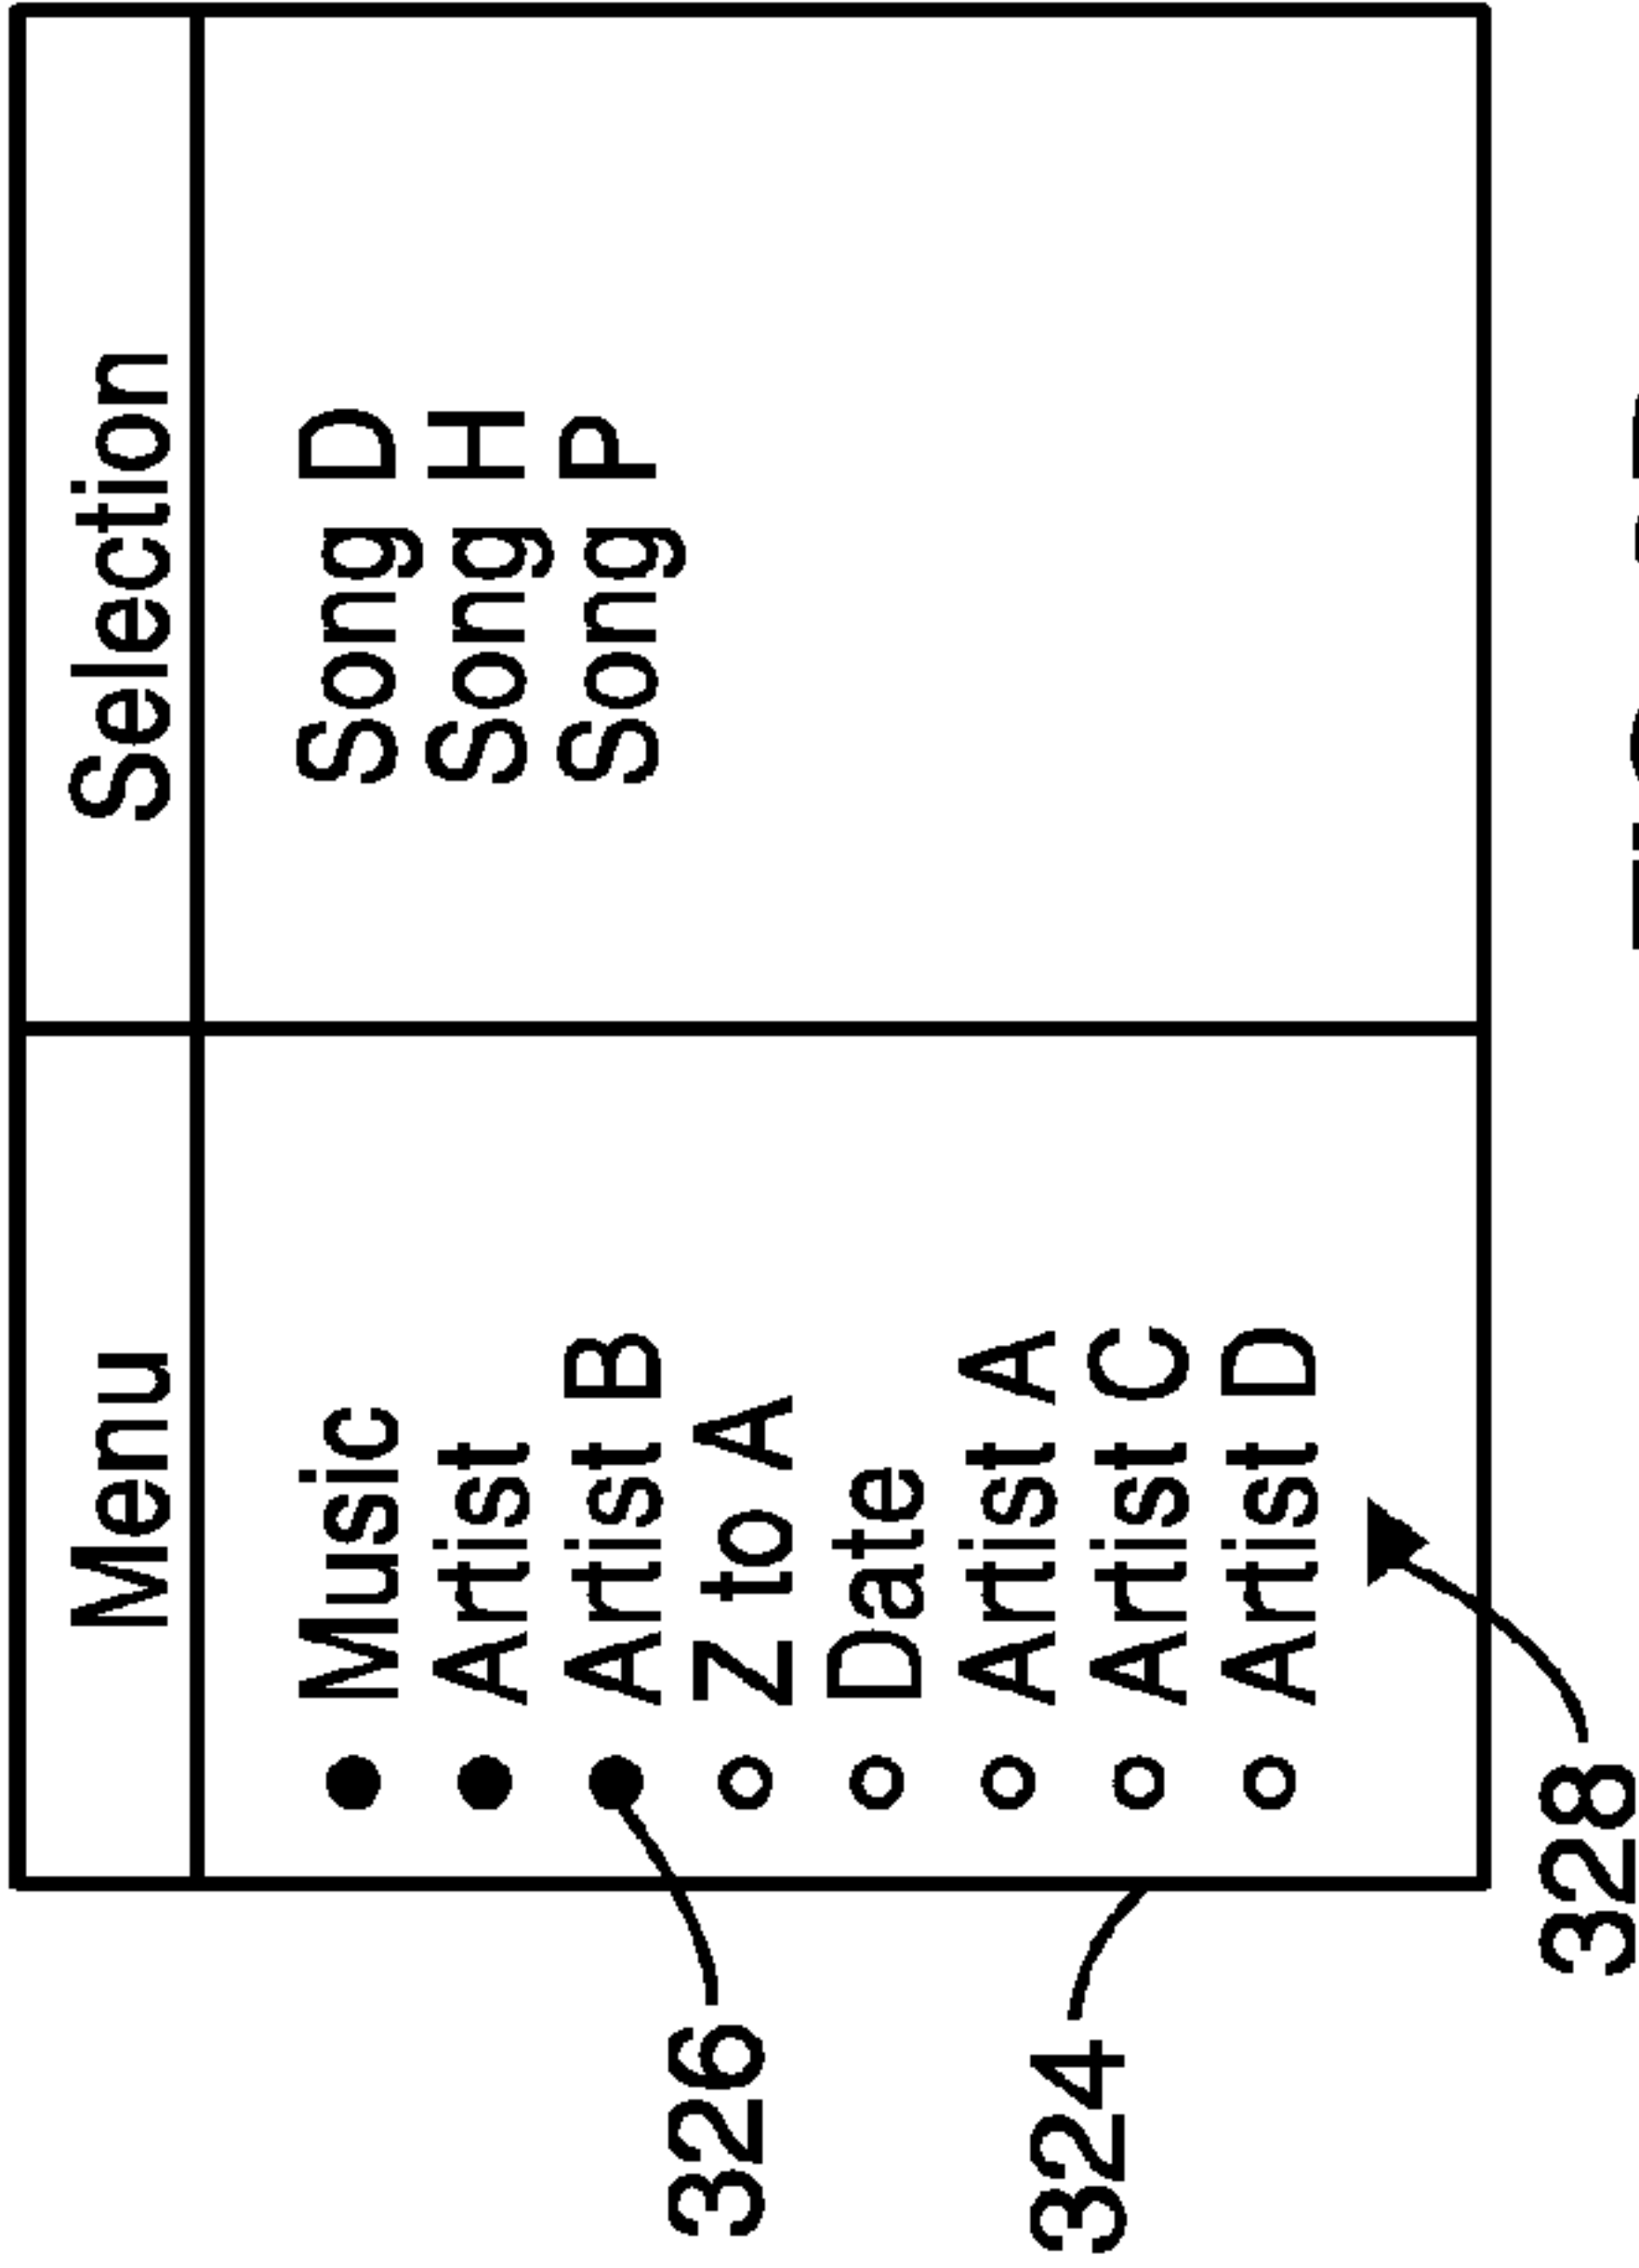 Menu
Selection
Music
Artist
Artist B
Z to A
Date
Artist A
Artist C
Artist D
Song D
Song H
Song P
326
324
328